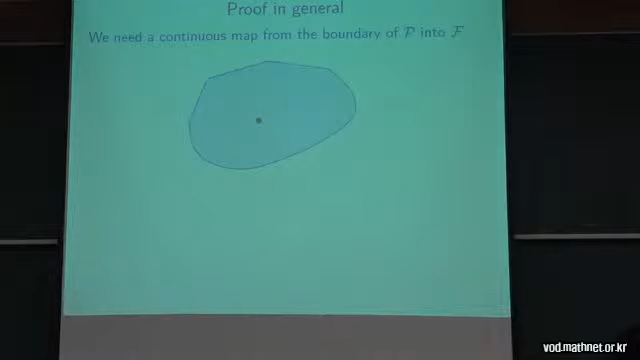 Proof in general
We need a continuous map from the boundary of 𝒫 into ℱ
vod.mathnet.or.kr